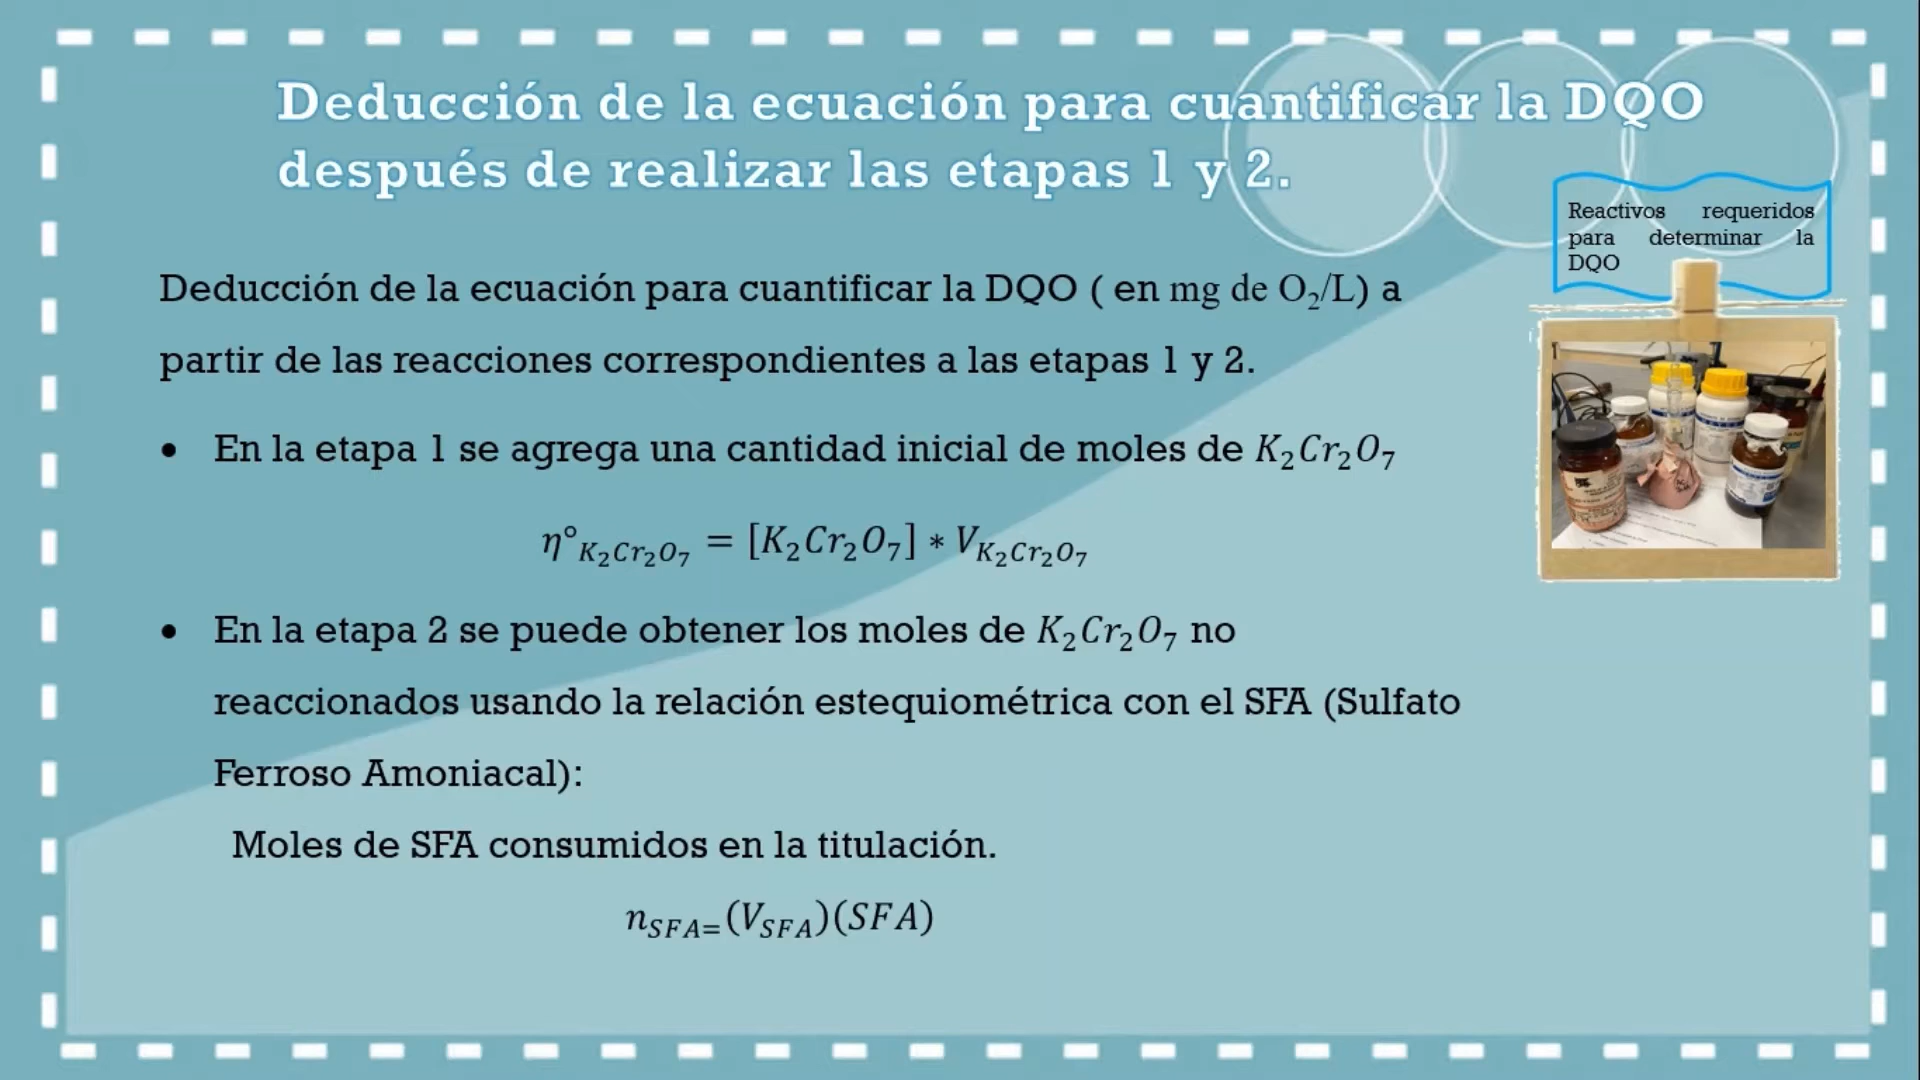 Deducción de la ecuación para cuantificar la DQO
después de realizar las etapas 1 y 2.
Reactivos requeridos
para determinar la
DQO
Deducción de la ecuación para cuantificar la DQO ( en mg de O₂/L) a
partir de las reacciones correspondientes a las etapas 1 y 2.
• En la etapa 1 se agrega una cantidad inicial de moles de K₂Cr₂O₇
η°K₂Cr₂O₇ = [K₂Cr₂O₇] * VK₂Cr₂O₇
• En la etapa 2 se puede obtener los moles de K₂Cr₂O₇ no
reaccionados usando la relación estequiométrica con el SFA (Sulfato
Ferroso Amoniacal):
Moles de SFA consumidos en la titulación.
nSFA=(VSFA)(SFA)